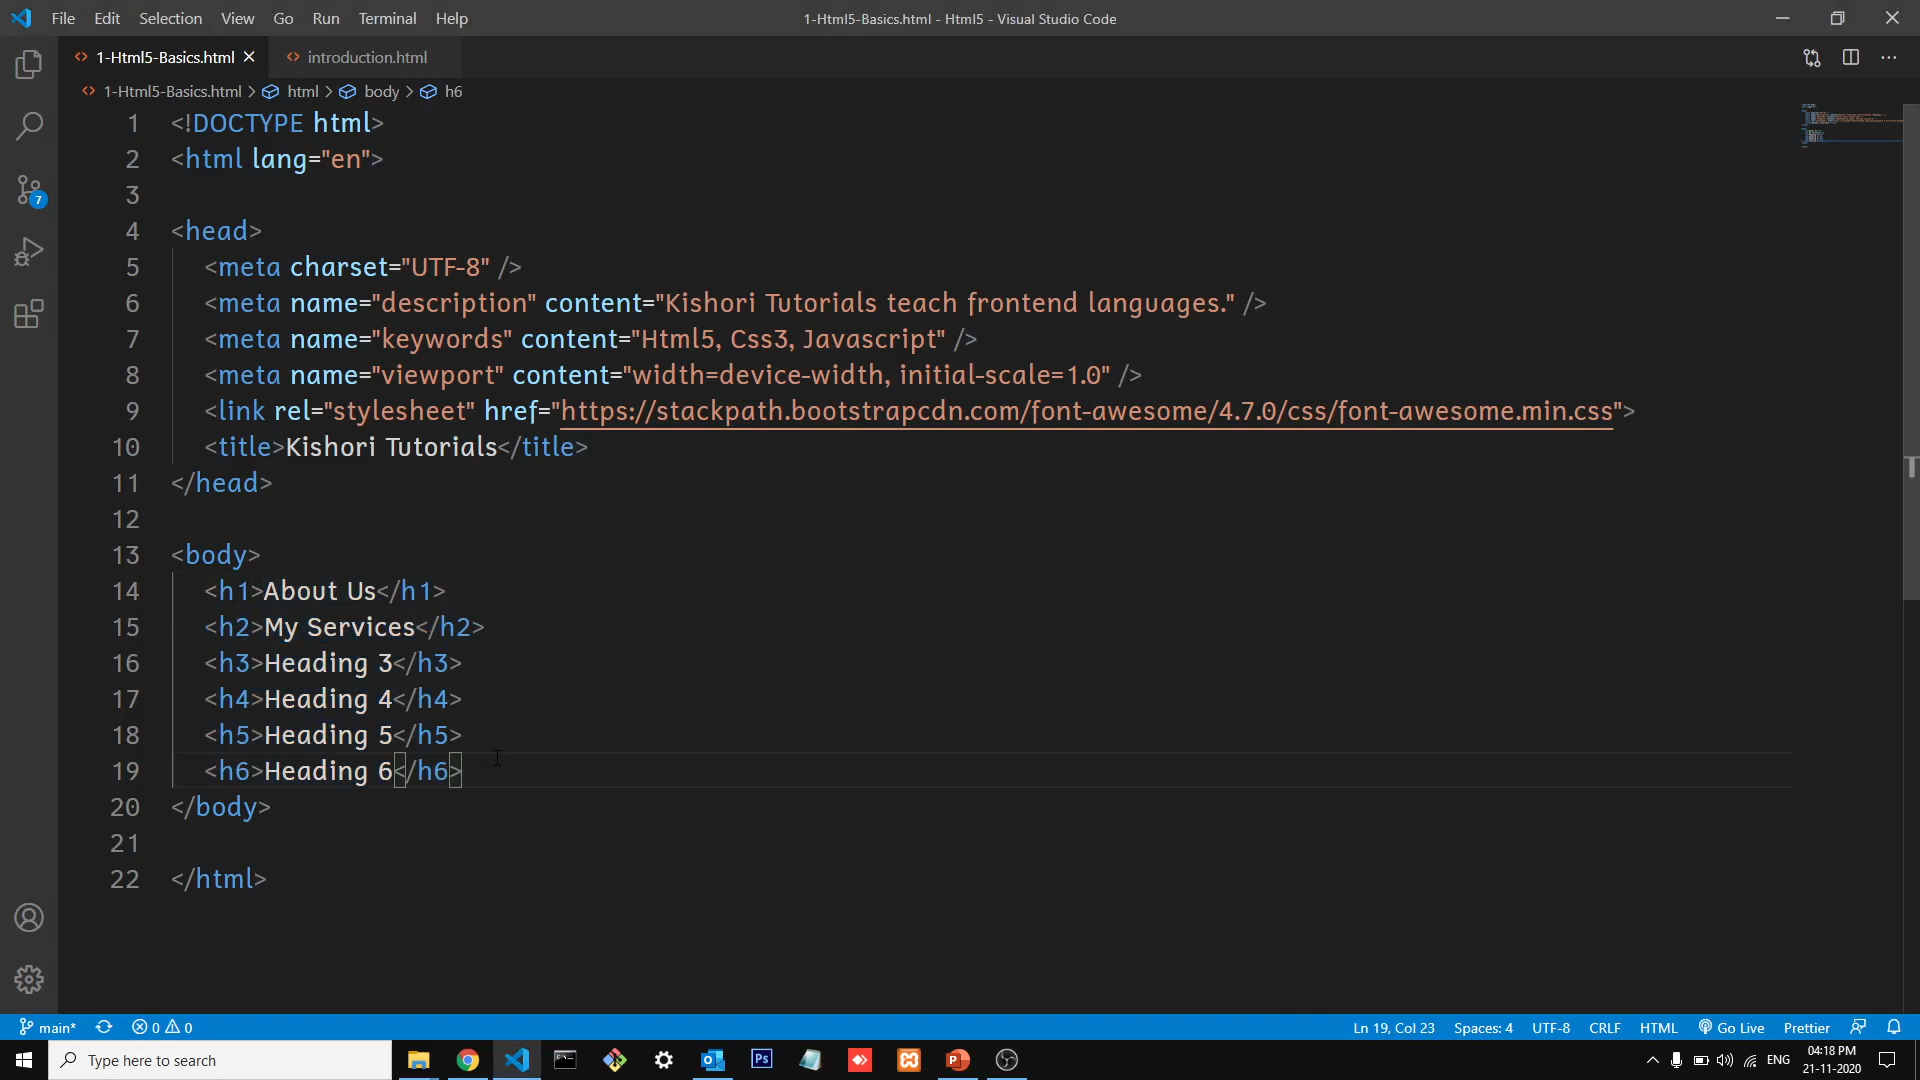 File Edit Selection View Go Run Terminal Help
1-Html5-Basics.html - Html5 - Visual Studio Code
1-Html5-Basics.html introduction.html
1-Html5-Basics.html > html > body > h6
1 <!DOCTYPE html>
2 <html lang="en">
3
4 <head>
5 <meta charset="UTF-8" />
6 <meta name="description" content="Kishori Tutorials teach frontend languages." />
7 <meta name="keywords" content="Html5, Css3, Javascript" />
8 <meta name="viewport" content="width=device-width, initial-scale=1.0" />
9 <link rel="stylesheet" href="https://stackpath.bootstrapcdn.com/font-awesome/4.7.0/css/font-awesome.min.css">
10 <title>Kishori Tutorials</title>
11 </head>
12
13 <body>
14 <h1>About Us</h1>
15 <h2>My Services</h2>
16 <h3>Heading 3</h3>
17 <h4>Heading 4</h4>
18 <h5>Heading 5</h5>
19 <h6>Heading 6</h6>
20 </body>
21
22 </html>
7
main* 0 0 Ln 19, Col 23 Spaces: 4 UTF-8 CRLF HTML Go Live Prettier
Type here to search
Ps
ENG
04:18 PM
21-11-2020